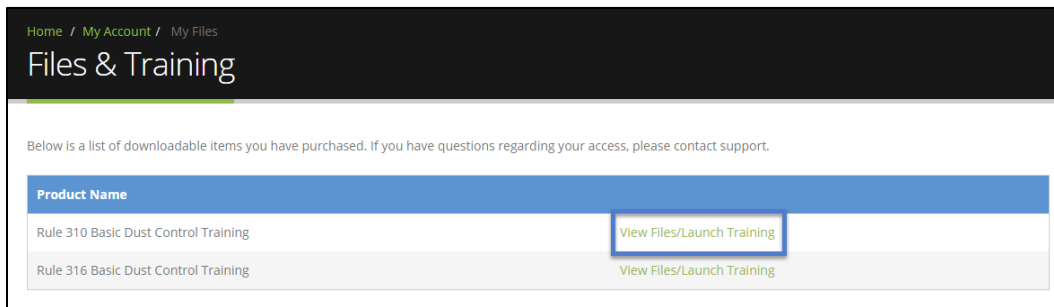 Home / My Account / My Files
Files & Training
Below is a list of downloadable items you have purchased. If you have questions regarding your access, please contact support.
Product Name
Rule 310 Basic Dust Control Training View Files/Launch Training
Rule 316 Basic Dust Control Training View Files/Launch Training